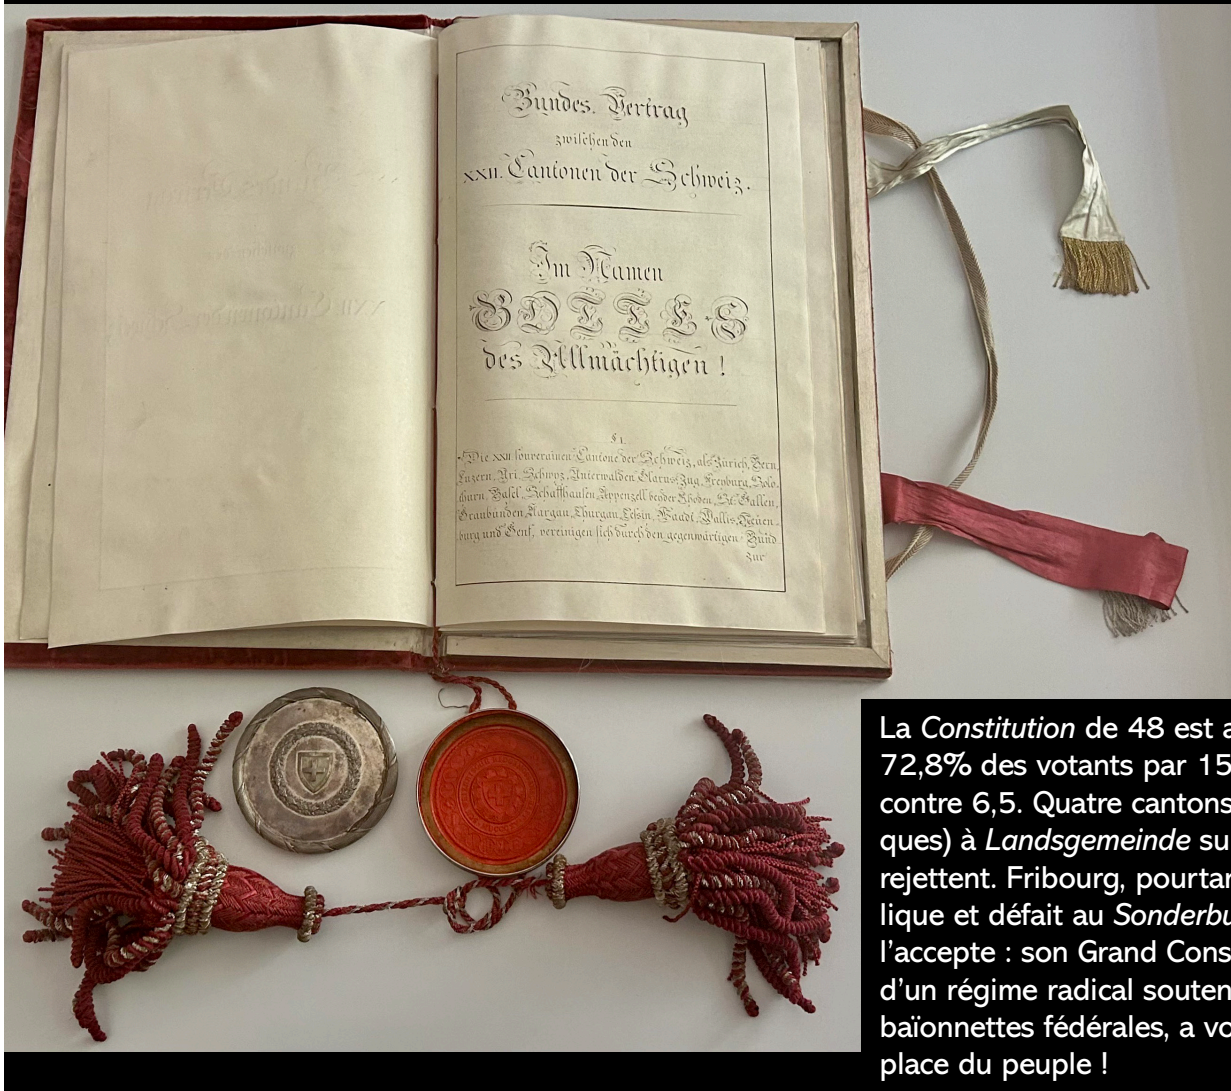 Bundes. Vertrag
zwischen den
XXII. Cantonen der Schweiz.
Im Namen
GOTTES
des Allmächtigen !
§ 1.
Die XXII souverainen Cantone der Schweiz, als Zürich, Bern,
Luzern, Uri, Schwyz, Unterwalden, Glarus, Zug, Freyburg, Solo-
thurn, Basel, Schaffhausen, Appenzell beyder Rhoden, St. Gallen,
Graubünden, Aargau, Thurgau, Tessin, Waadt, Wallis, Neuen-
burg und Genf, vereinigen sich durch den gegenwärtigen Bund
zur
La Constitution de 48 est a
72,8% des votants par 15
contre 6,5. Quatre cantons
ques) à Landsgemeinde su
rejettent. Fribourg, pourtan
lique et défait au Sonderbu
l'accepte : son Grand Cons
d'un régime radical souten
baïonnettes fédérales, a vo
place du peuple !